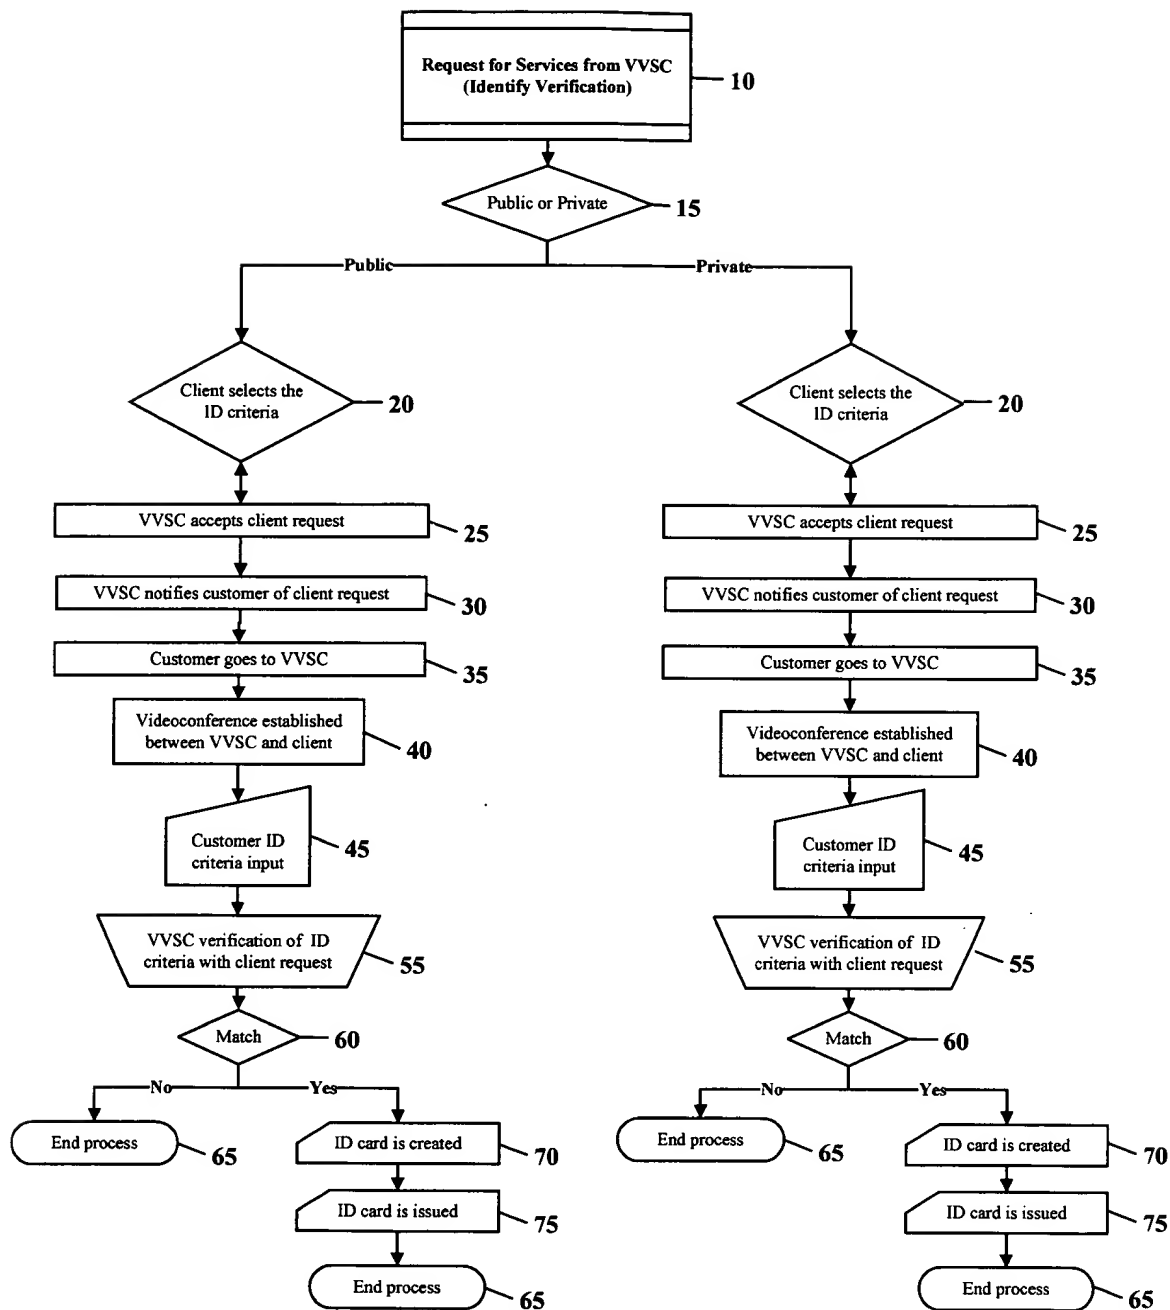 Request for Services from VVSC
(Identify Verification)
10
Public or Private
15
Public
Private
Client selects the
ID criteria
20
Client selects the
ID criteria
20
VVSC accepts client request
25
VVSC accepts client request
25
VVSC notifies customer of client request
30
VVSC notifies customer of client request
30
Customer goes to VVSC
35
Customer goes to VVSC
35
Videoconference established
between VVSC and client
40
Videoconference established
between VVSC and client
40
Customer ID
criteria input
45
Customer ID
criteria input
45
VVSC verification of ID
criteria with client request
55
VVSC verification of ID
criteria with client request
55
Match
60
Match
60
No
Yes
No
Yes
End process
65
ID card is created
70
End process
65
ID card is created
70
ID card is issued
75
ID card is issued
75
End process
65
End process
65